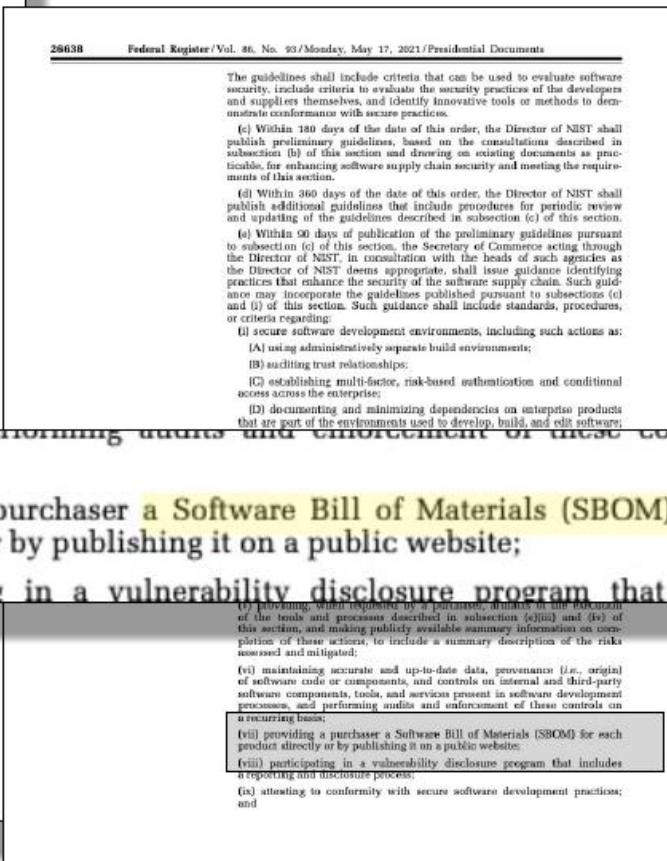 26638 Federal Register/Vol. 86, No. 93/Monday, May 17, 2021/Presidential Documents
The guidelines shall include criteria that can be used to evaluate software
security, include criteria to evaluate the security practices of the developers
and suppliers themselves, and identify innovative tools or methods to dem-
onstrate conformance with secure practices.
(c) Within 180 days of the date of this order, the Director of NIST shall
publish preliminary guidelines, based on the consultations described in
subsection (b) of this section and drawing on existing documents as prac-
ticable, for enhancing software supply chain security and meeting the require-
ments of this section.
(d) Within 360 days of the date of this order, the Director of NIST shall
publish additional guidelines that include procedures for periodic review
and updating of the guidelines described in subsection (c) of this section.
(e) Within 90 days of publication of the preliminary guidelines pursuant
to subsection (c) of this section, the Secretary of Commerce acting through
the Director of NIST, in consultation with the heads of such agencies as
the Director of NIST deems appropriate, shall issue guidance identifying
practices that enhance the security of the software supply chain. Such guid-
ance may incorporate the guidelines published pursuant to subsections (c)
and (i) of this section. Such guidance shall include standards, procedures,
or criteria regarding:
(i) secure software development environments, including such actions as:
(A) using administratively separate build environments;
(B) auditing trust relationships;
(C) establishing multi-factor, risk-based authentication and conditional
access across the enterprise;
(D) documenting and minimizing dependencies on enterprise products
that are part of the environments used to develop, build, and edit software;
forming audits and enforcement of these co
purchaser a Software Bill of Materials (SBOM)
by publishing it on a public website;
in a vulnerability disclosure program that
(v) providing, when requested by a purchaser, artifacts of the execution
of the tools and processes described in subsection (e)(iii) and (iv) of
this section, and making publicly available summary information on com-
pletion of these actions, to include a summary description of the risks
assessed and mitigated;
(vi) maintaining accurate and up-to-date data, provenance (i.e., origin)
of software code or components, and controls on internal and third-party
software components, tools, and services present in software development
processes, and performing audits and enforcement of these controls on
a recurring basis;
(vii) providing a purchaser a Software Bill of Materials (SBOM) for each
product directly or by publishing it on a public website;
(viii) participating in a vulnerability disclosure program that includes
a reporting and disclosure process;
(ix) attesting to conformity with secure software development practices;
and